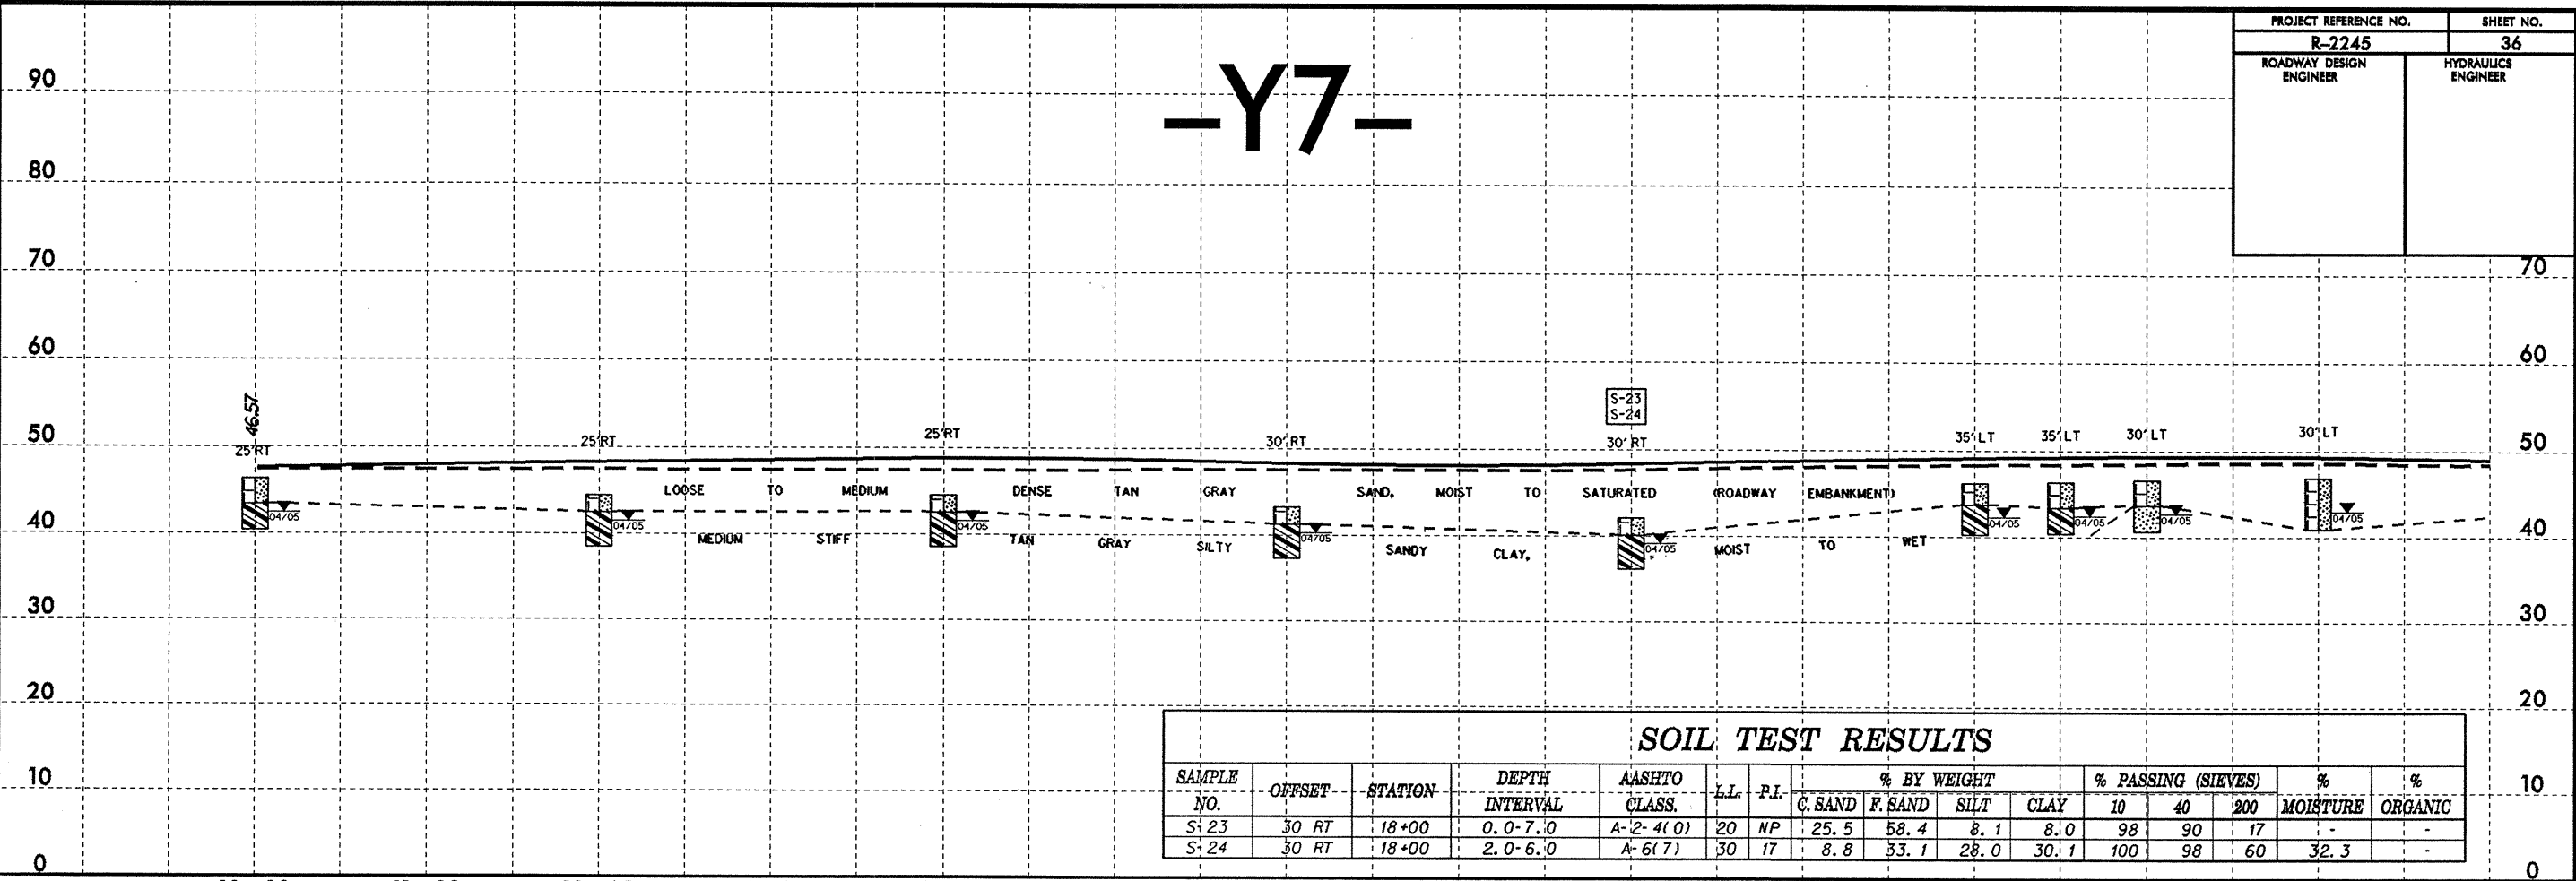 PROJECT REFERENCE NO. SHEET NO.
R-2245 36
ROADWAY DESIGN ENGINEER HYDRAULICS ENGINEER
-Y7-
90
80
70 70
60 60
50 50
40 40
30 30
20 20
10 10
0 0
46.57
S-23
S-24
25'RT 25'RT 25'RT 30' RT 30' RT 35' LT 35' LT 30' LT 30' LT
LOOSE TO MEDIUM DENSE TAN GRAY SAND, MOIST TO SATURATED (ROADWAY EMBANKMENT)
04/05 04/05 04/05 04/05 04/05 04/05 04/05 04/05 04/05
MEDIUM STIFF TAN GRAY SILTY SANDY CLAY, MOIST TO WET
SOIL TEST RESULTS
SAMPLE NO. OFFSET STATION DEPTH INTERVAL AASHTO CLASS. L.L. P.I. % BY WEIGHT % PASSING (SIEVES) % MOISTURE % ORGANIC
C. SAND F. SAND SILT CLAY 10 40 200
S-23 30 RT 18+00 0.0-7.0 A-2-4(0) 20 NP 25.5 58.4 8.1 8.0 98 90 17 - -
S-24 30 RT 18+00 2.0-6.0 A-6(7) 30 17 8.8 33.1 28.0 30.1 100 98 60 32.3 -